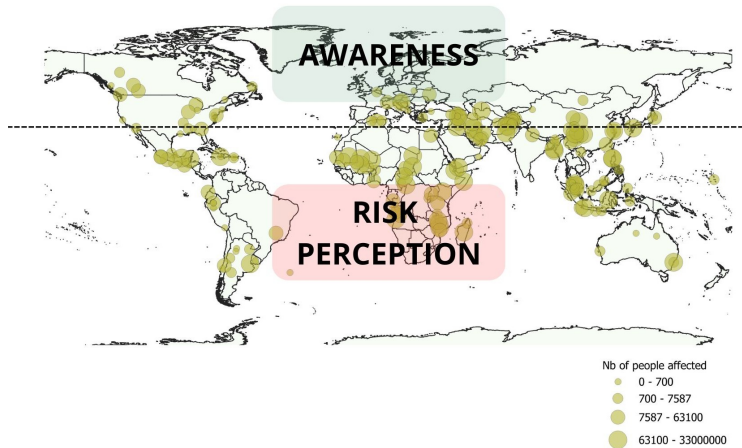 AWARENESS
RISK
PERCEPTION
Nb of people affected
0 - 700
700 - 7587
7587 - 63100
63100 - 33000000